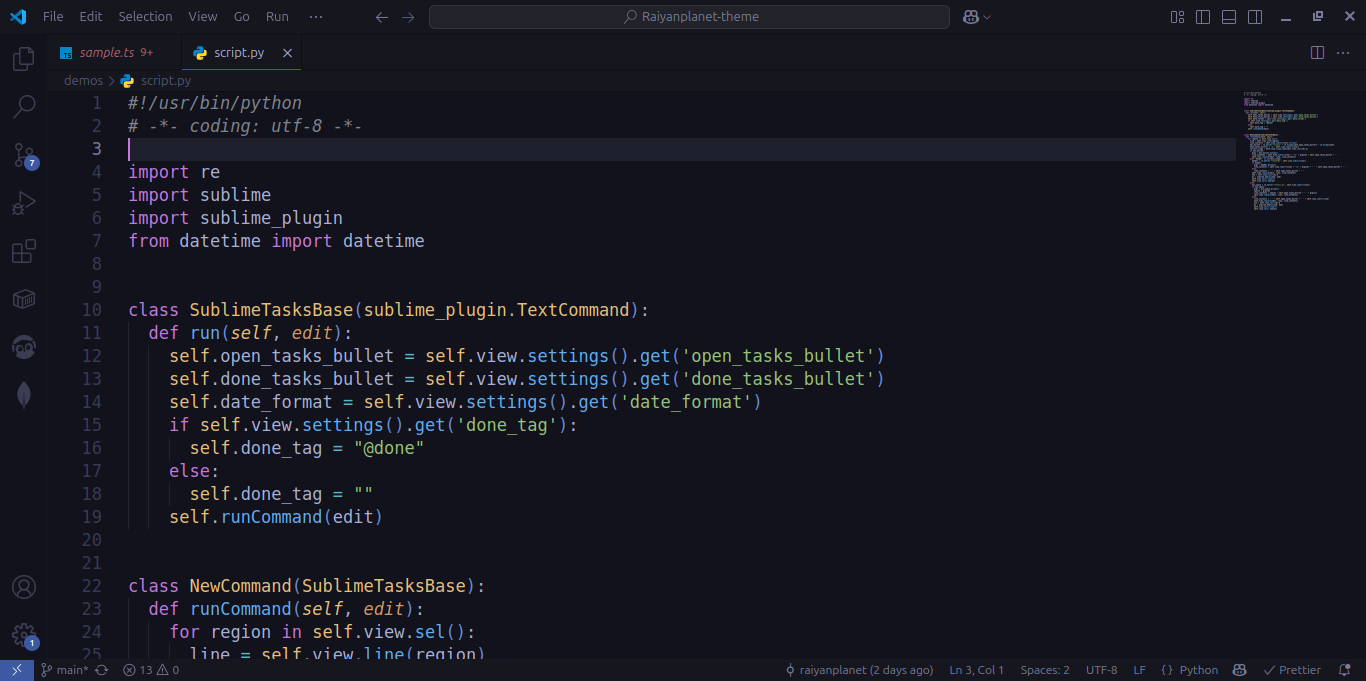 File Edit Selection View Go Run ···
Raiyanplanet-theme
sample.ts 9+ script.py
demos > script.py
1 #!/usr/bin/python
2 # -*- coding: utf-8 -*-
3
4 import re
5 import sublime
6 import sublime_plugin
7 from datetime import datetime
8
9
10 class SublimeTasksBase(sublime_plugin.TextCommand):
11   def run(self, edit):
12     self.open_tasks_bullet = self.view.settings().get('open_tasks_bullet')
13     self.done_tasks_bullet = self.view.settings().get('done_tasks_bullet')
14     self.date_format = self.view.settings().get('date_format')
15     if self.view.settings().get('done_tag'):
16       self.done_tag = "@done"
17     else:
18       self.done_tag = ""
19     self.runCommand(edit)
20
21
22 class NewCommand(SublimeTasksBase):
23   def runCommand(self, edit):
24     for region in self.view.sel():
25       line = self.view.line(region)
7
1
main* 13 0 raiyanplanet (2 days ago) Ln 3, Col 1 Spaces: 2 UTF-8 LF {} Python Prettier